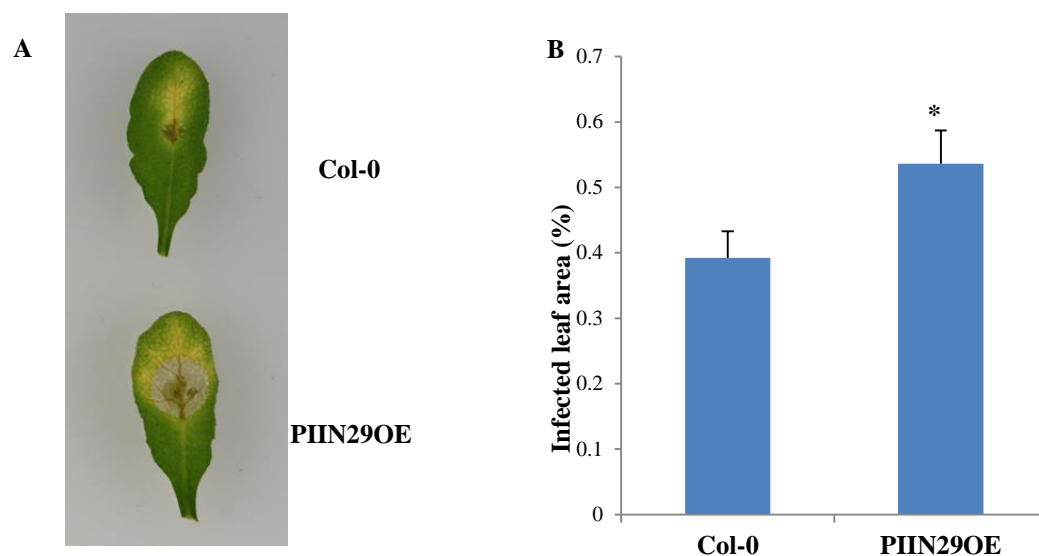 A
Col-0
PIIN29OE
B
Infected leaf area (%)
0.7
0.6
0.5
0.4
0.3
0.2
0.1
0
*
Col-0
PIIN29OE